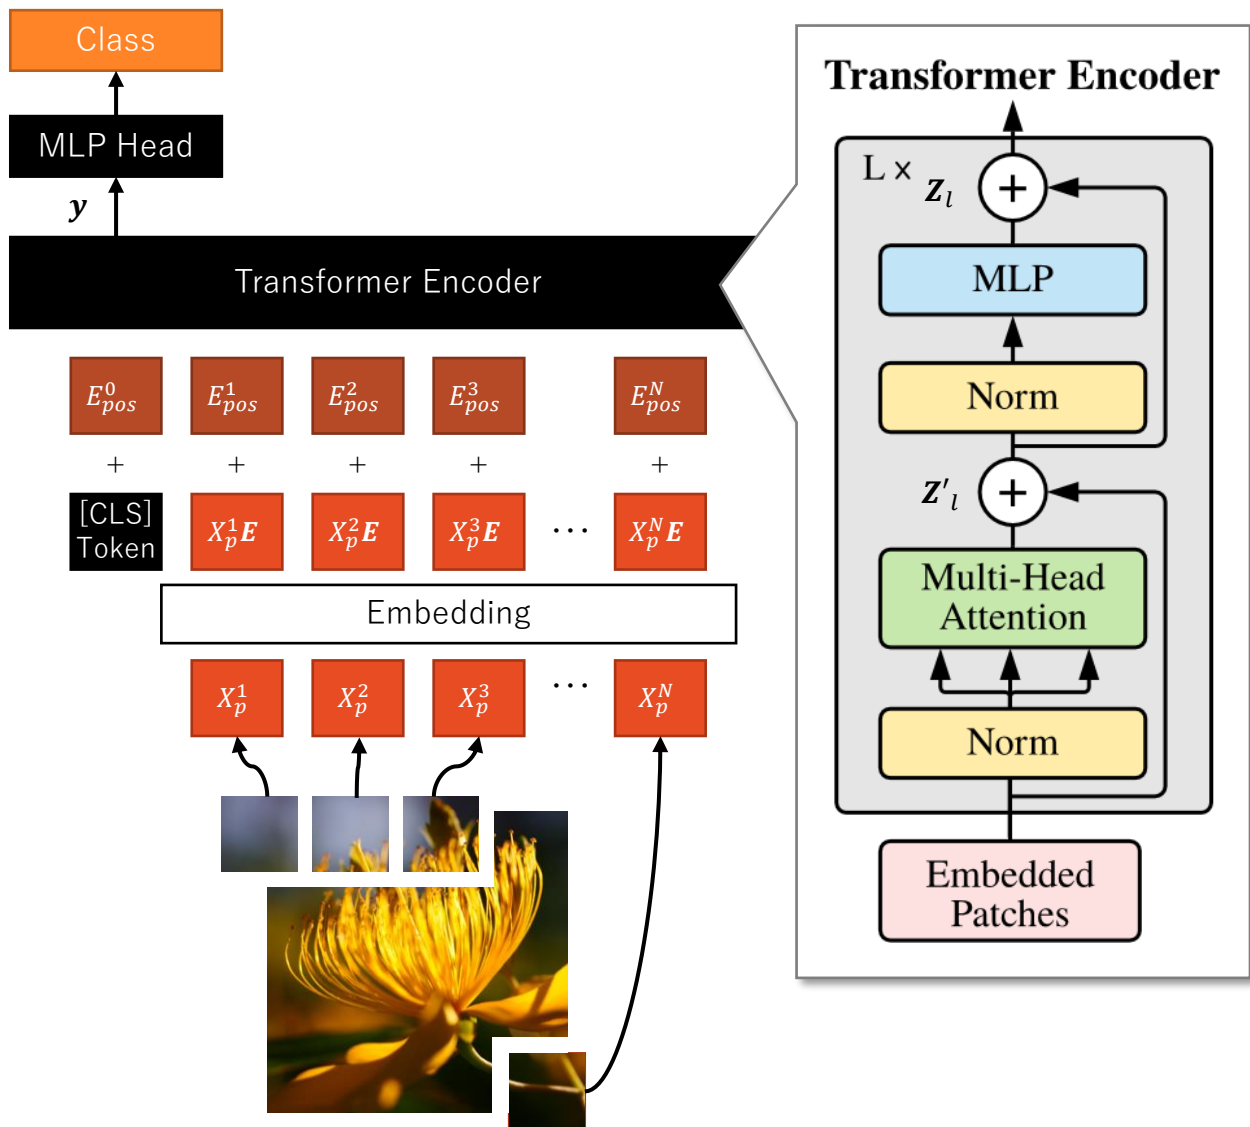 Class
MLP Head
y
Transformer Encoder
E⁰pos E¹pos E²pos E³pos Eᴺpos
+ + + + +
[CLS]
Token
X¹pE X²pE X³pE ⋯ XᴺpE
Embedding
X¹p X²p X³p ⋯ Xᴺp
Transformer Encoder
L ×
Zl
+
MLP
Norm
Z'l
+
Multi-Head
Attention
Norm
Embedded
Patches